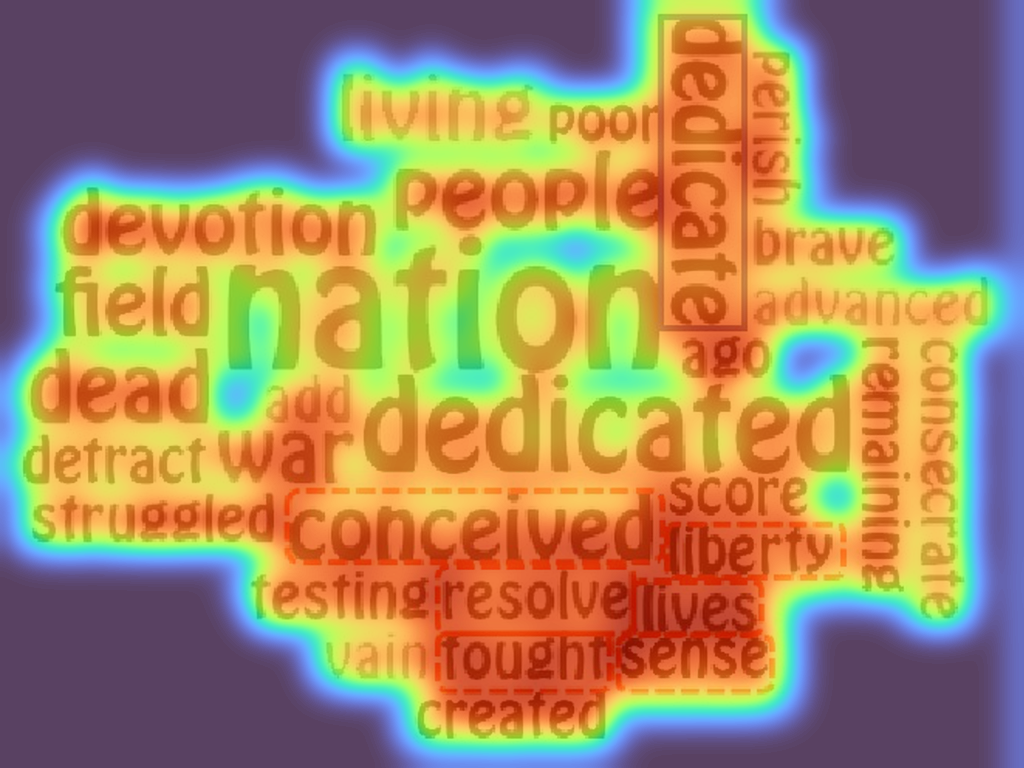 dedicate
perish
living poor
people
devotion
brave
nation
field
advanced
ago
dead
add
dedicated
remaining
consecrate
detract war
score
struggled
conceived
liberty
testing resolve lives
vain fought sense
created